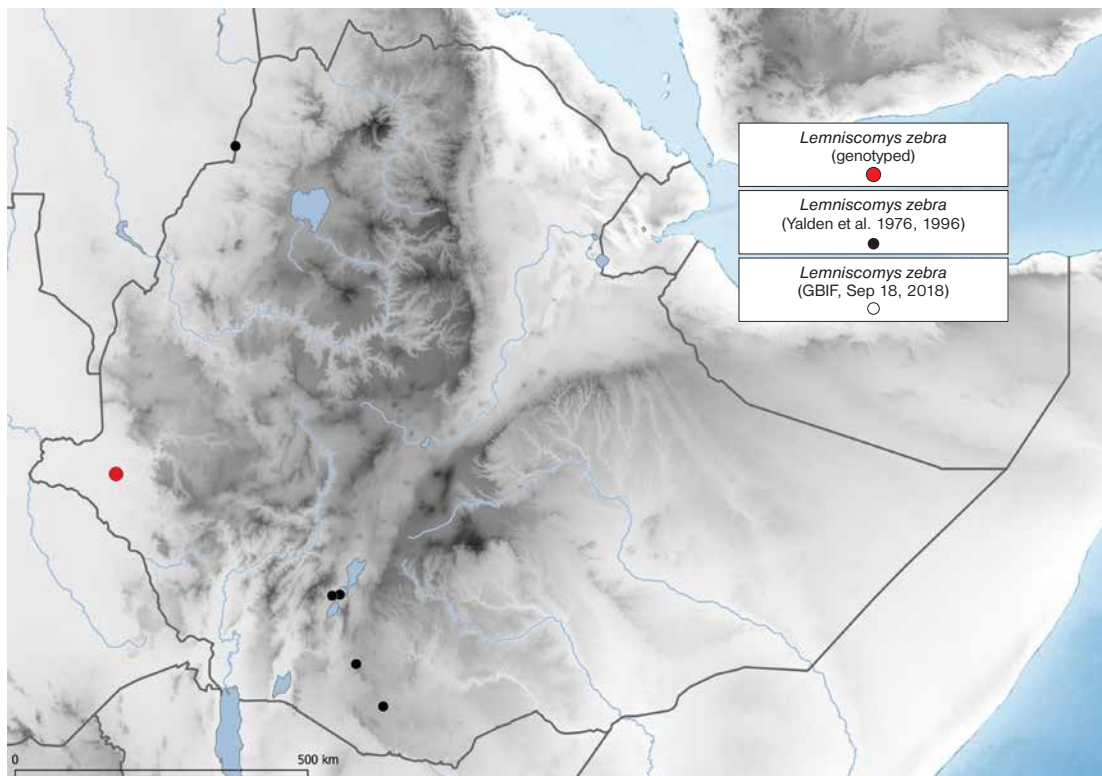 Lemniscomys zebra
(genotyped)
Lemniscomys zebra
(Yalden et al. 1976, 1996)
Lemniscomys zebra
(GBIF, Sep 18, 2018)
0 500 km